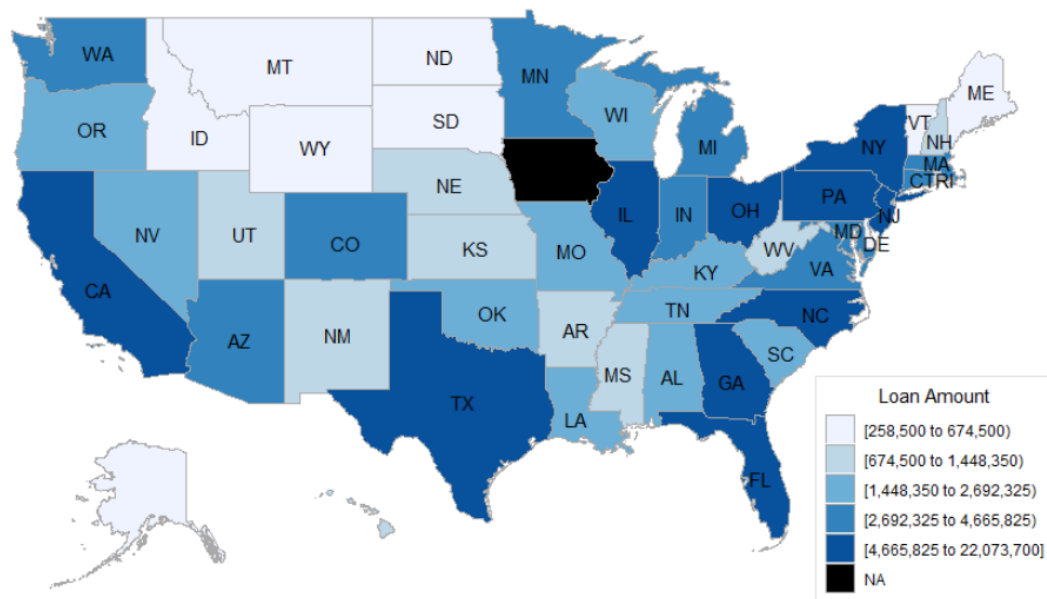 WA
MT
ND
MN
ME
VT
NH
OR
ID
SD
WI
MI
NY
MA
CTRI
WY
NE
IL
IN
OH
PA
NJ
NV
UT
CO
KS
MO
KY
WV
MD
DE
VA
CA
AZ
NM
OK
AR
TN
NC
SC
MS
AL
GA
TX
LA
FL
Loan Amount
[258,500 to 674,500)
[674,500 to 1,448,350)
[1,448,350 to 2,692,325)
[2,692,325 to 4,665,825)
[4,665,825 to 22,073,700]
NA